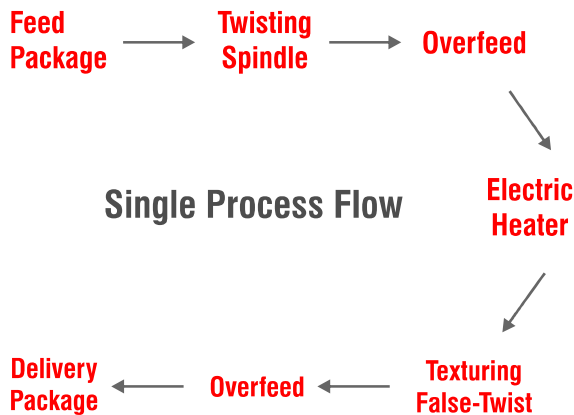 Feed
Package
Twisting
Spindle
Overfeed
Electric
Heater
Single Process Flow
Texturing
False-Twist
Overfeed
Delivery
Package